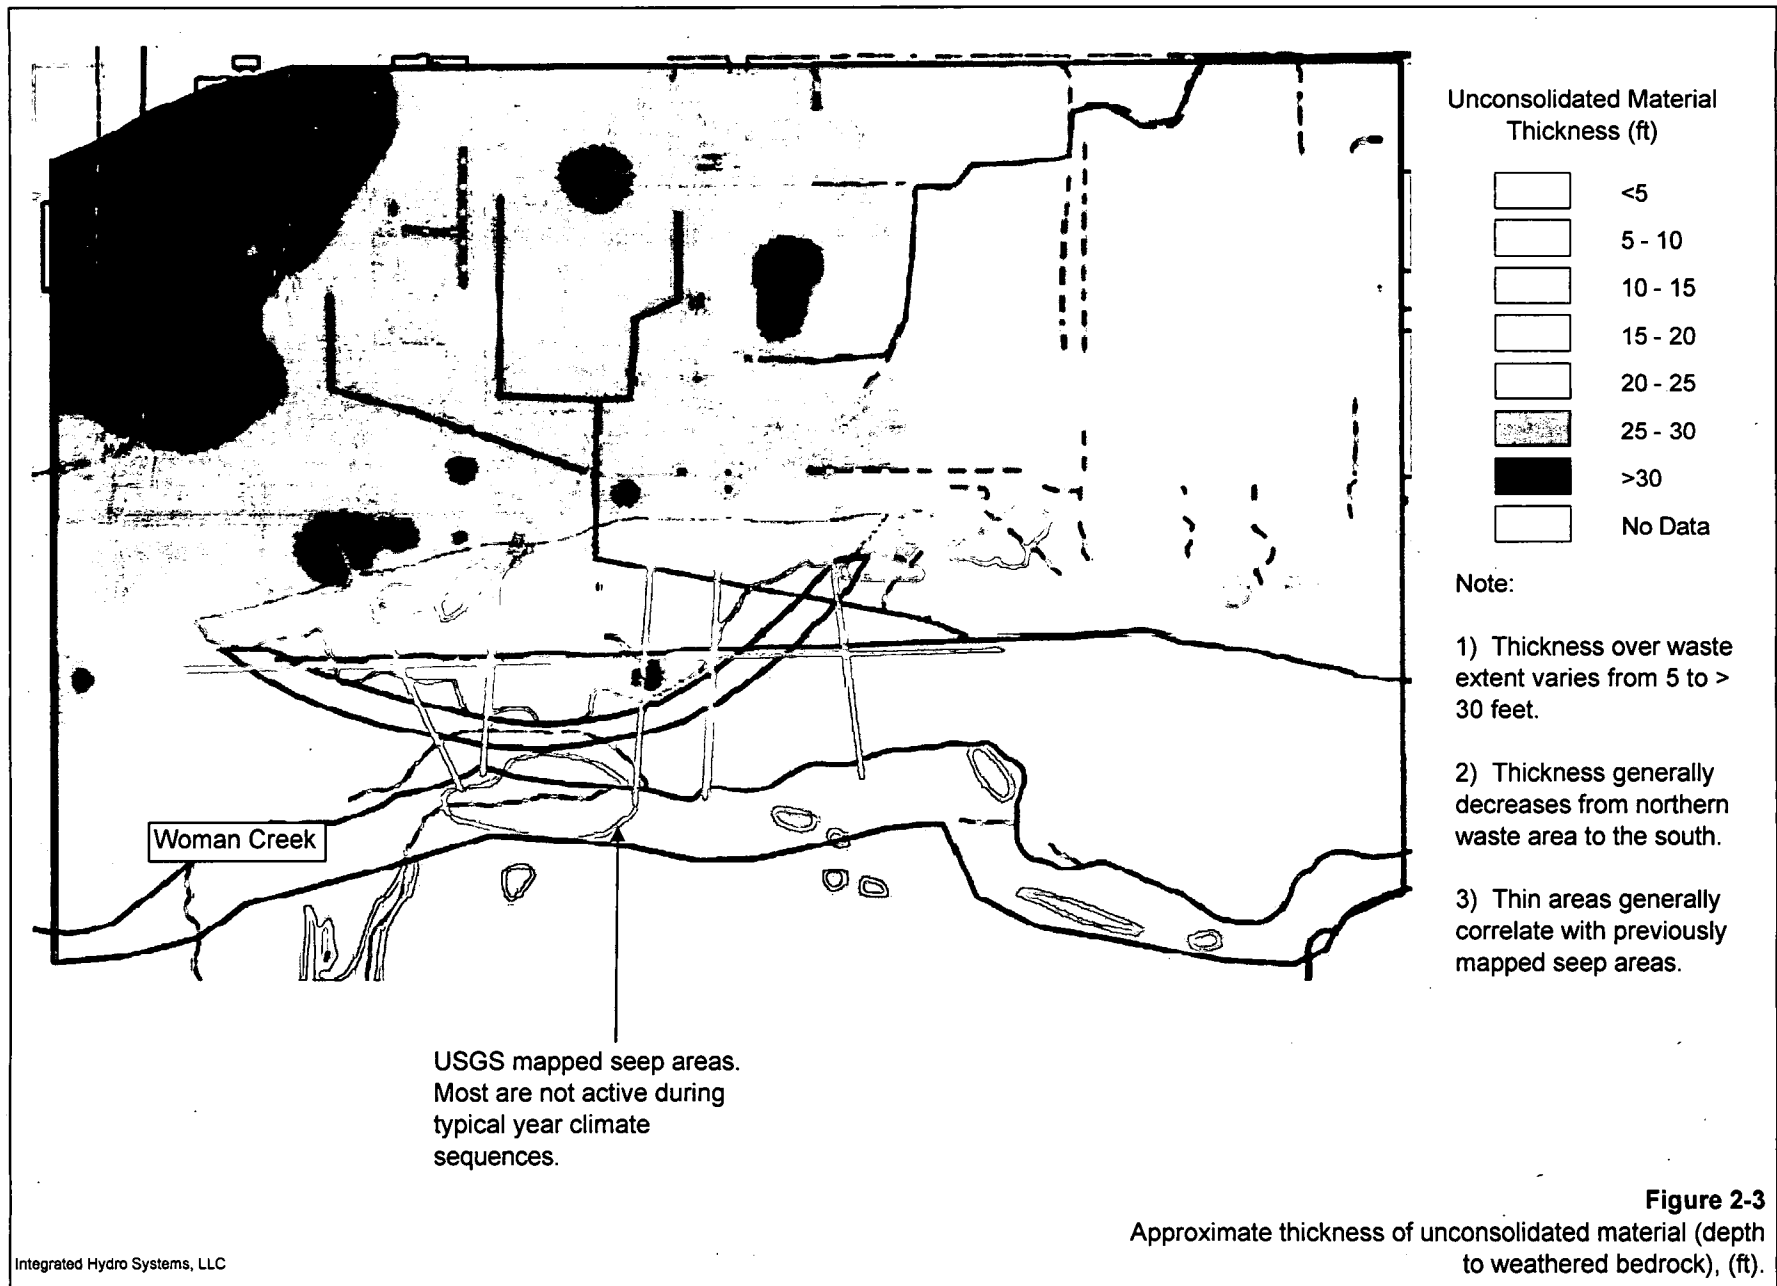 Unconsolidated Material
Thickness (ft)
<5
5 - 10
10 - 15
15 - 20
20 - 25
25 - 30
>30
No Data
Note:
1) Thickness over waste
extent varies from 5 to >
30 feet.
2) Thickness generally
decreases from northern
waste area to the south.
3) Thin areas generally
correlate with previously
mapped seep areas.
Woman Creek
USGS mapped seep areas.
Most are not active during
typical year climate
sequences.
Figure 2-3
Approximate thickness of unconsolidated material (depth
to weathered bedrock), (ft).
Integrated Hydro Systems, LLC